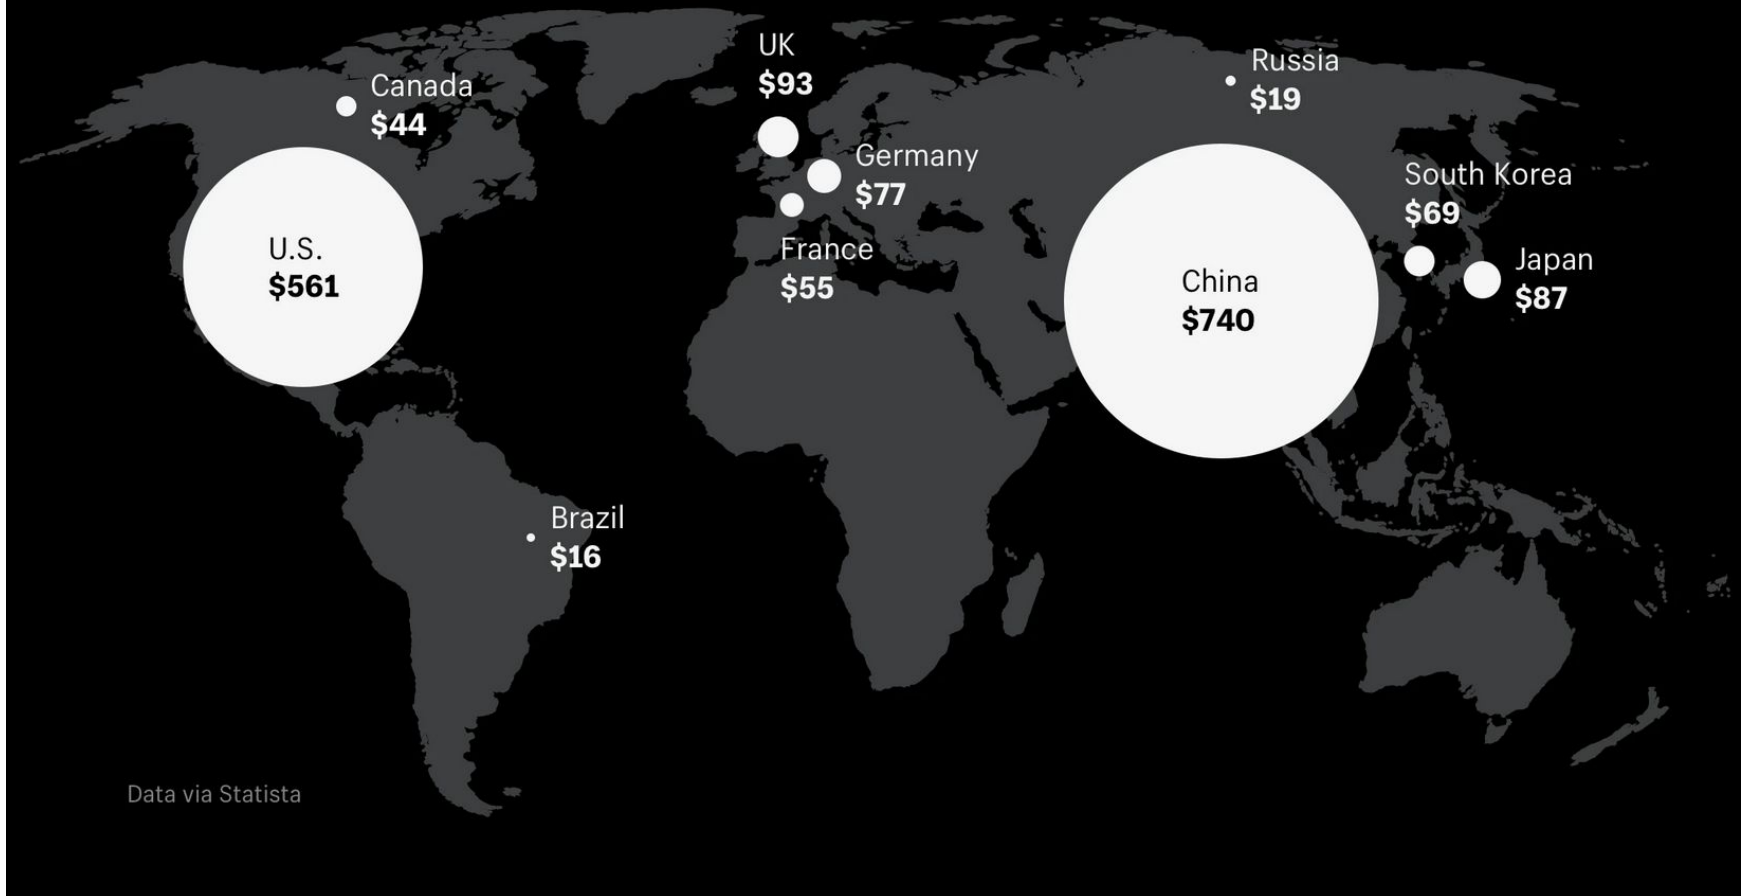 UK
$93
Russia
$19
Canada
$44
Germany
$77
South Korea
$69
U.S.
$561
France
$55
China
$740
Japan
$87
Brazil
$16
Data via Statista